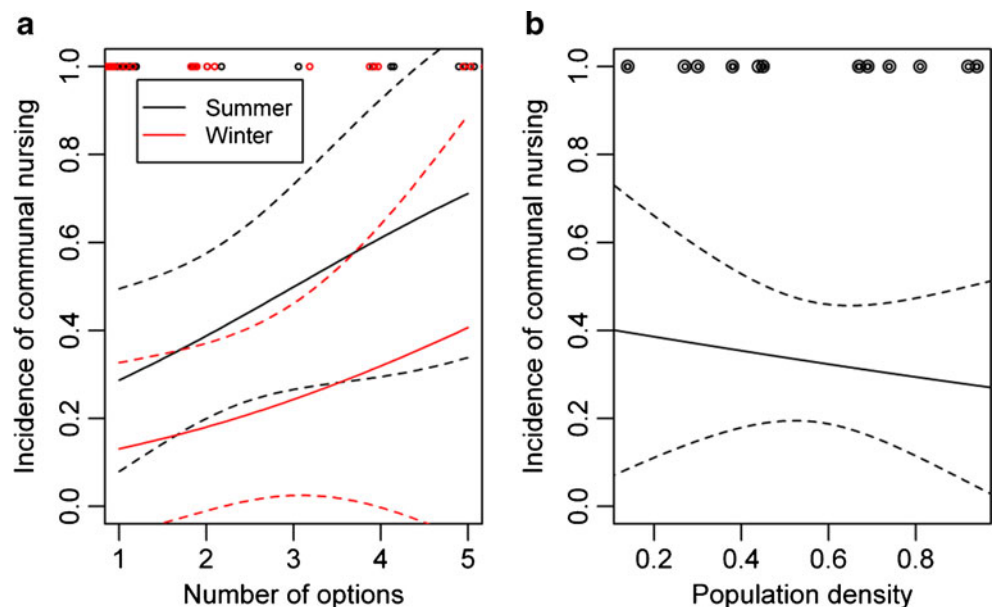 a
Incidence of communal nursing
0.0 0.2 0.4 0.6 0.8 1.0
Summer
Winter
1 2 3 4 5
Number of options
b
Incidence of communal nursing
0.0 0.2 0.4 0.6 0.8 1.0
0.2 0.4 0.6 0.8
Population density